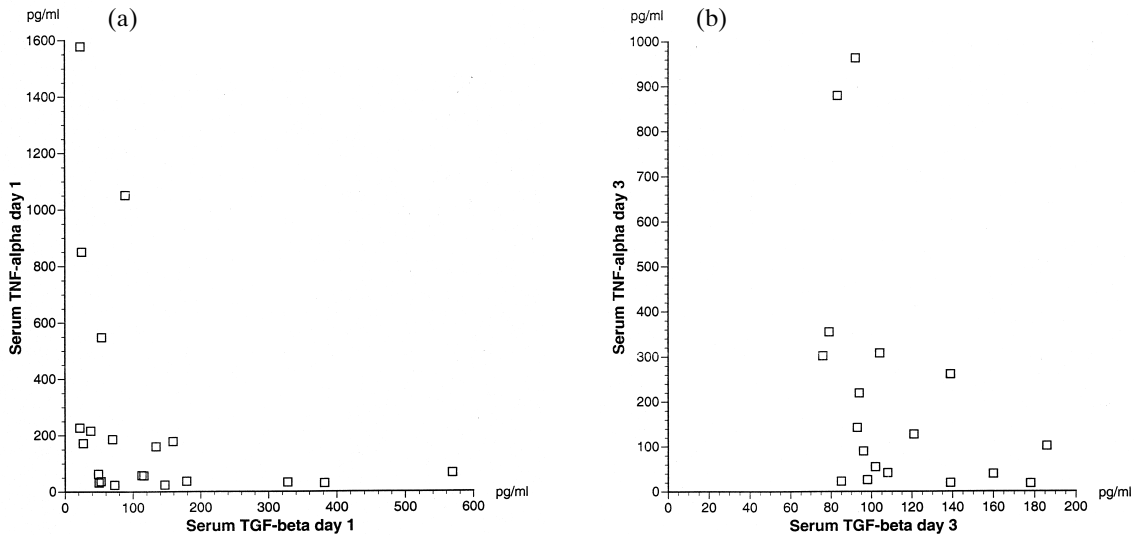 pg/ml (a)
1600
1400
1200
1000
800
600
400
200
0
Serum TNF-alpha day 1
0 100 200 300 400 500 600 pg/ml
Serum TGF-beta day 1
pg/ml (b)
1000
900
800
700
600
500
400
300
200
100
0
Serum TNF-alpha day 3
0 20 40 60 80 100 120 140 160 180 200 pg/ml
Serum TGF-beta day 3